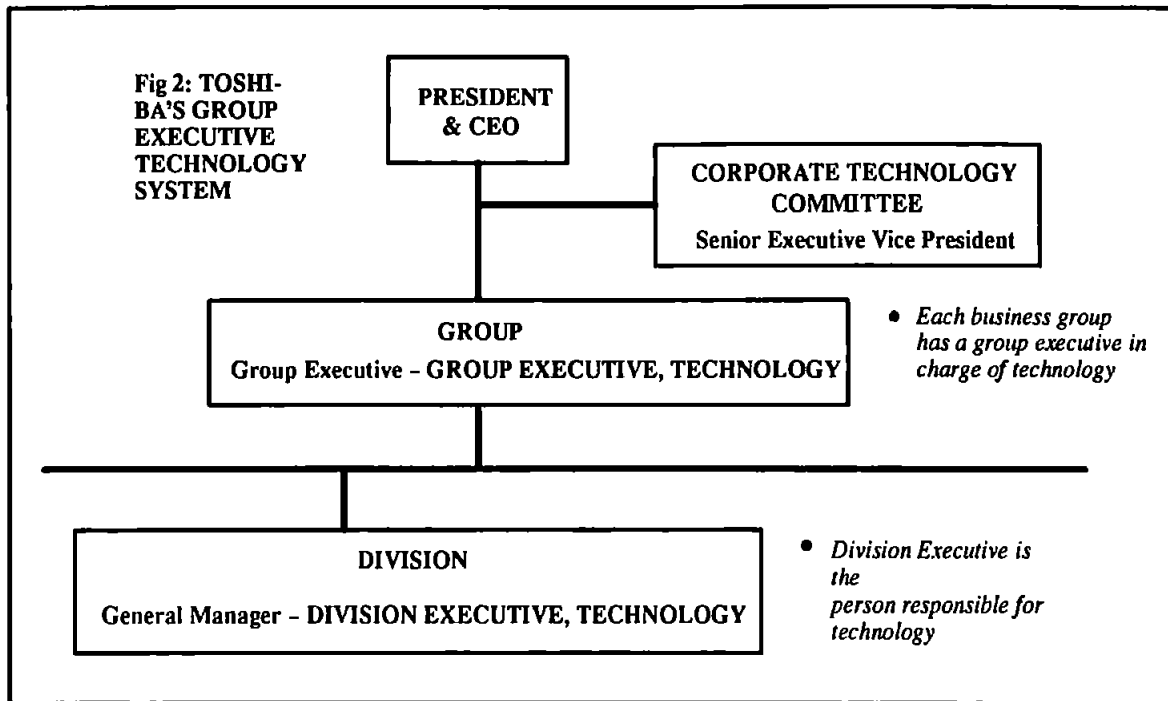 Fig 2: TOSHI-
BA'S GROUP
EXECUTIVE
TECHNOLOGY
SYSTEM
PRESIDENT
& CEO
CORPORATE TECHNOLOGY
COMMITTEE
Senior Executive Vice President
GROUP
Group Executive – GROUP EXECUTIVE, TECHNOLOGY
• Each business group
has a group executive in
charge of technology
DIVISION
General Manager – DIVISION EXECUTIVE, TECHNOLOGY
• Division Executive is
the
person responsible for
technology